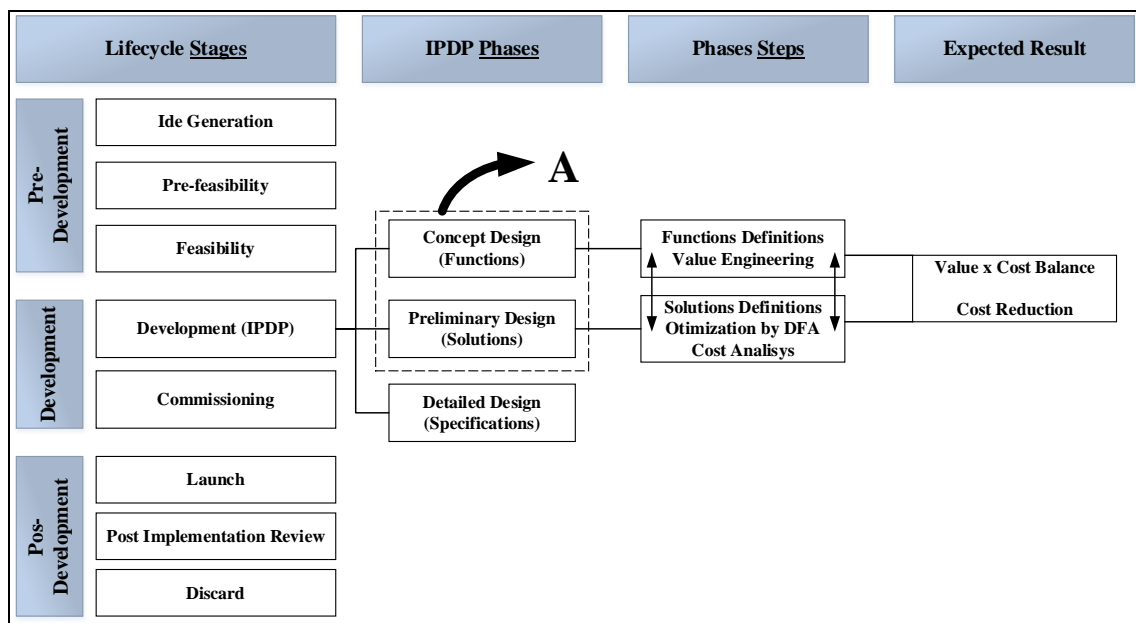 Lifecycle Stages
IPDP Phases
Phases Steps
Expected Result
Pre-
Development
Ide Generation
Pre-feasibility
Feasibility
A
Concept Design
(Functions)
Functions Definitions
Value Engineering
Value x Cost Balance
Cost Reduction
Development
Development (IPDP)
Commissioning
Preliminary Design
(Solutions)
Solutions Definitions
Otimization by DFA
Cost Analisys
Detailed Design
(Specifications)
Pos-
Development
Launch
Post Implementation Review
Discard